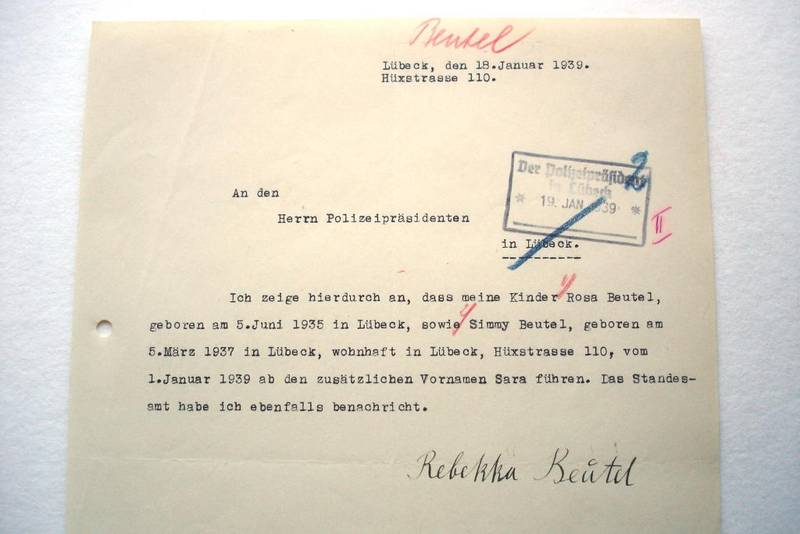 Beutel
Lübeck, den 18.Januar 1939.
Hüxstrasse 110.
An den
Herrn Polizeipräsidenten
in Lübeck.
Der Polizeipräsident
in Lübeck
* 19. JAN. 1939 *
II
Ich zeige hierdurch an, dass meine Kinder Rosa Beutel,
geboren am 5.Juni 1935 in Lübeck, sowie Simmy Beutel, geboren am
5.März 1937 in Lübeck, wohnhaft in Lübeck, Hüxstrasse 110, vom
1.Januar 1939 ab den zusätzlichen Vornamen Sara führen. Das Standes-
amt habe ich ebenfalls benachricht.
Rebekka Beutel